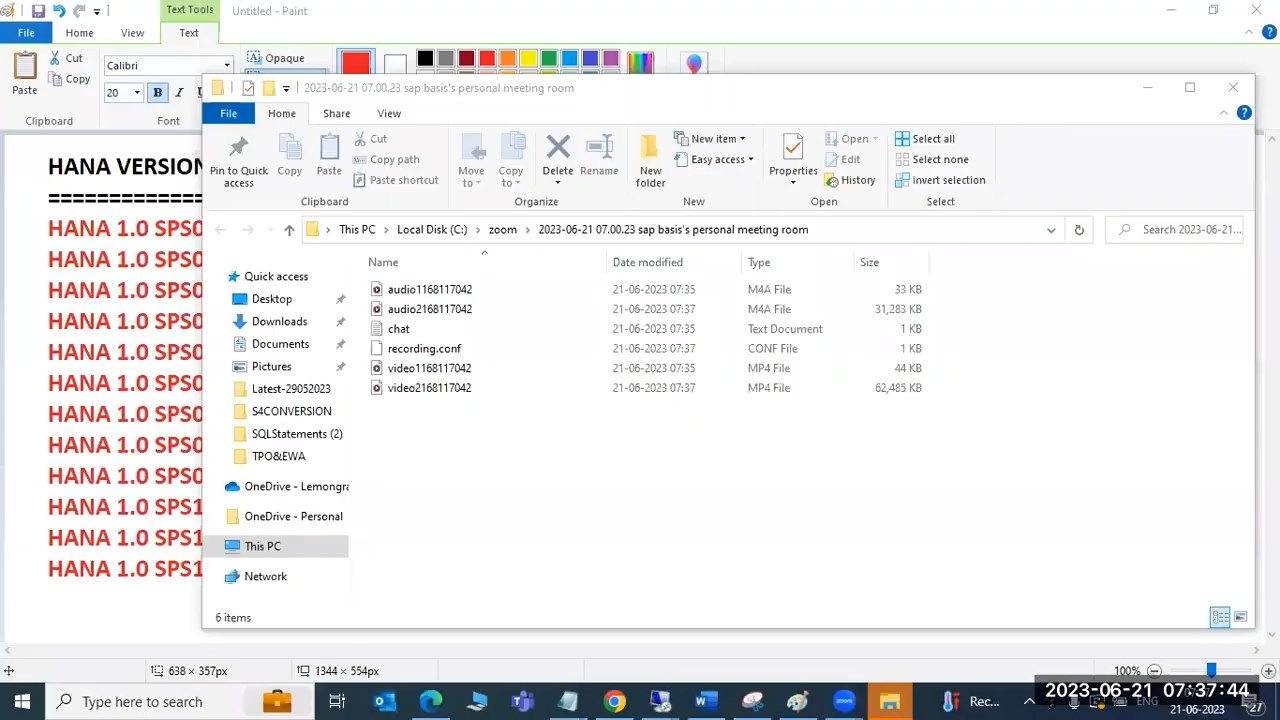 Text Tools
Untitled - Paint
File
Home
View
Text
Paste
Cut
Copy
Clipboard
Calibri
20
B
I
Font
Opaque
2023-06-21 07.00.23 sap basis's personal meeting room
File
Home
Share
View
Pin to Quick access
Copy
Paste
Cut
Copy path
Paste shortcut
Clipboard
Move to
Copy to
Delete
Rename
Organize
New folder
New item
Easy access
New
Properties
Open
Edit
History
Open
Select all
Select none
Invert selection
Select
This PC > Local Disk (C:) > zoom > 2023-06-21 07.00.23 sap basis's personal meeting room
Search 2023-06-21...
Name Date modified Type Size
audio1168117042 21-06-2023 07:35 M4A File 33 KB
audio2168117042 21-06-2023 07:37 M4A File 31,283 KB
chat 21-06-2023 07:35 Text Document 1 KB
recording.conf 21-06-2023 07:37 CONF File 1 KB
video1168117042 21-06-2023 07:35 MP4 File 44 KB
video2168117042 21-06-2023 07:37 MP4 File 62,485 KB
Quick access
Desktop
Downloads
Documents
Pictures
Latest-29052023
S4CONVERSION
SQLStatements (2)
TPO&EWA
OneDrive - Lemongra
OneDrive - Personal
This PC
Network
6 items
HANA VERSION
==============
HANA 1.0 SPS0
HANA 1.0 SPS0
HANA 1.0 SPS0
HANA 1.0 SPS0
HANA 1.0 SPS0
HANA 1.0 SPS0
HANA 1.0 SPS0
HANA 1.0 SPS0
HANA 1.0 SPS0
HANA 1.0 SPS1
HANA 1.0 SPS1
HANA 1.0 SPS1
638 × 357px
1344 × 554px
100%
Type here to search
Rec...
ENG
2023-06-21 07:37:44
21-06-2023
27